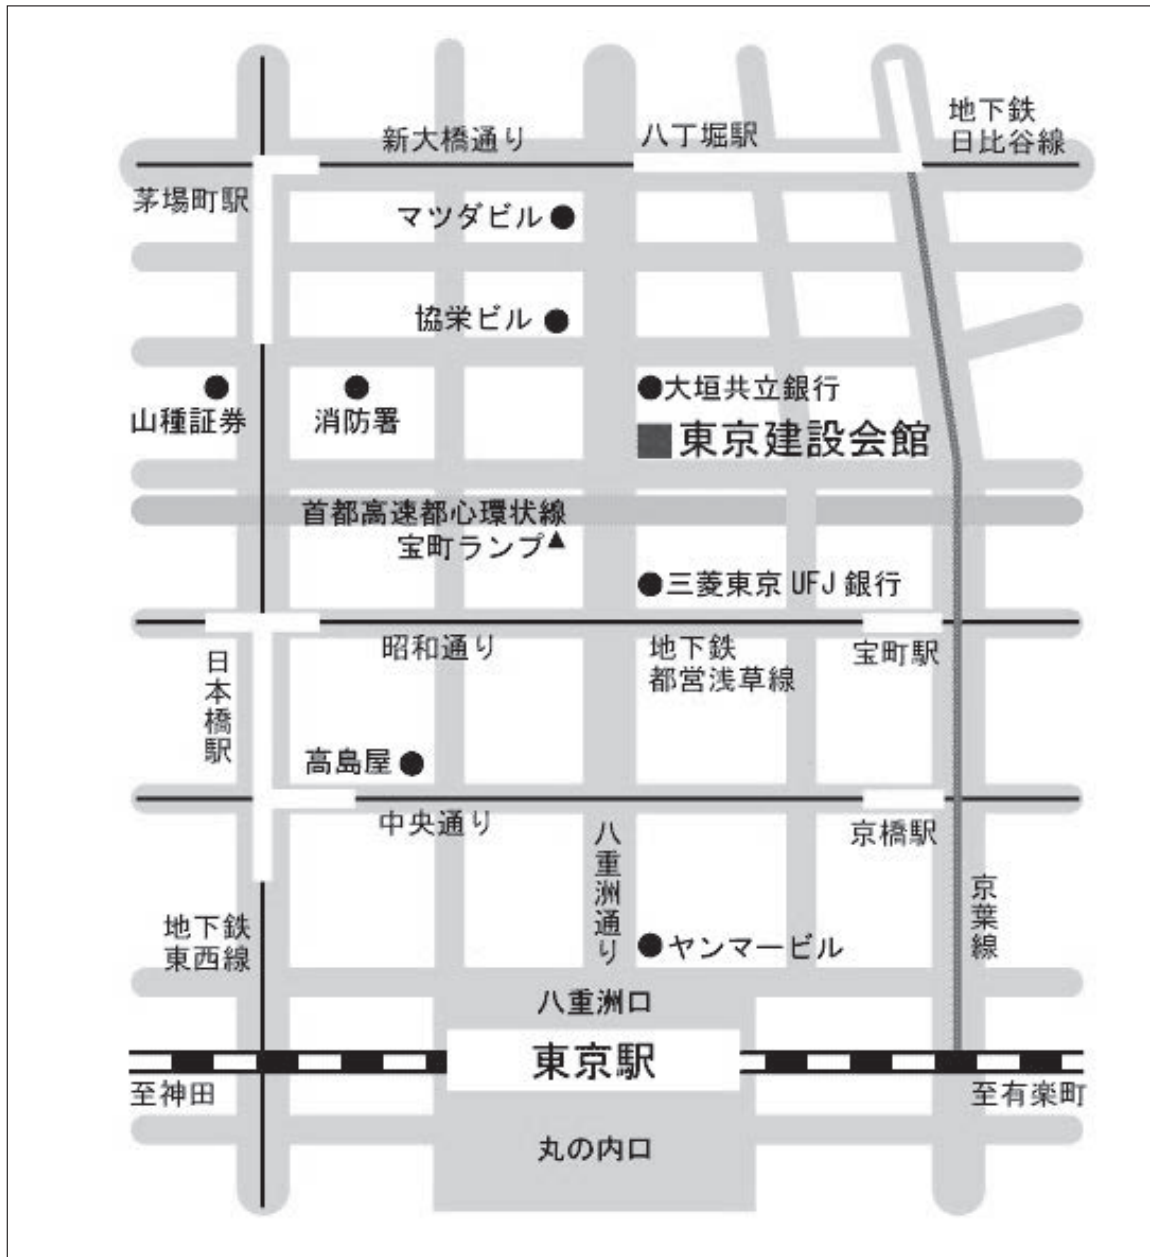 地下鉄
日比谷線
新大橋通り
八丁堀駅
茅場町駅
マツダビル
協栄ビル
山種証券
消防署
大垣共立銀行
東京建設会館
首都高速都心環状線
宝町ランプ
三菱東京UFJ銀行
昭和通り
地下鉄
都営浅草線
宝町駅
日本橋駅
高島屋
中央通り
京橋駅
八重洲通り
京葉線
地下鉄
東西線
ヤンマービル
八重洲口
東京駅
至神田
至有楽町
丸の内口